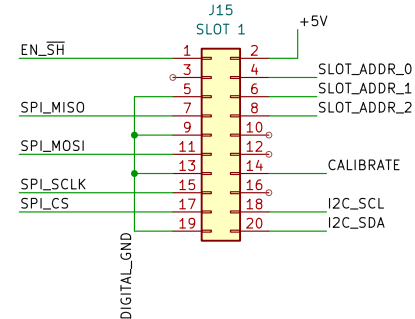 J15
SLOT 1
+5V
EN_SH
1 2
3 4 SLOT_ADDR_0
5 6 SLOT_ADDR_1
SPI_MISO 7 8 SLOT_ADDR_2
9 10
SPI_MOSI 11 12
13 14 CALIBRATE
SPI_SCLK 15 16
SPI_CS 17 18 I2C_SCL
19 20 I2C_SDA
DIGITAL_GND